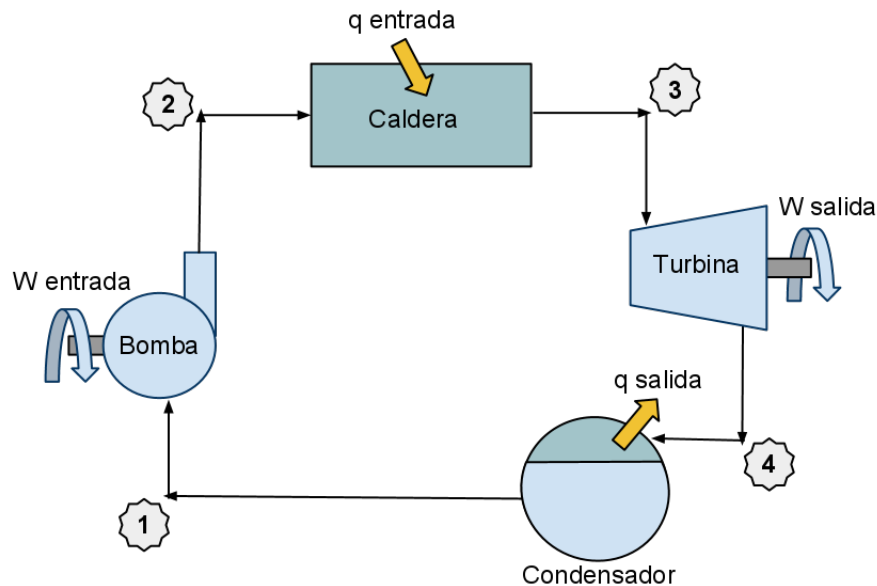 q entrada
2
3
Caldera
W salida
Turbina
W entrada
Bomba
q salida
4
1
Condensador